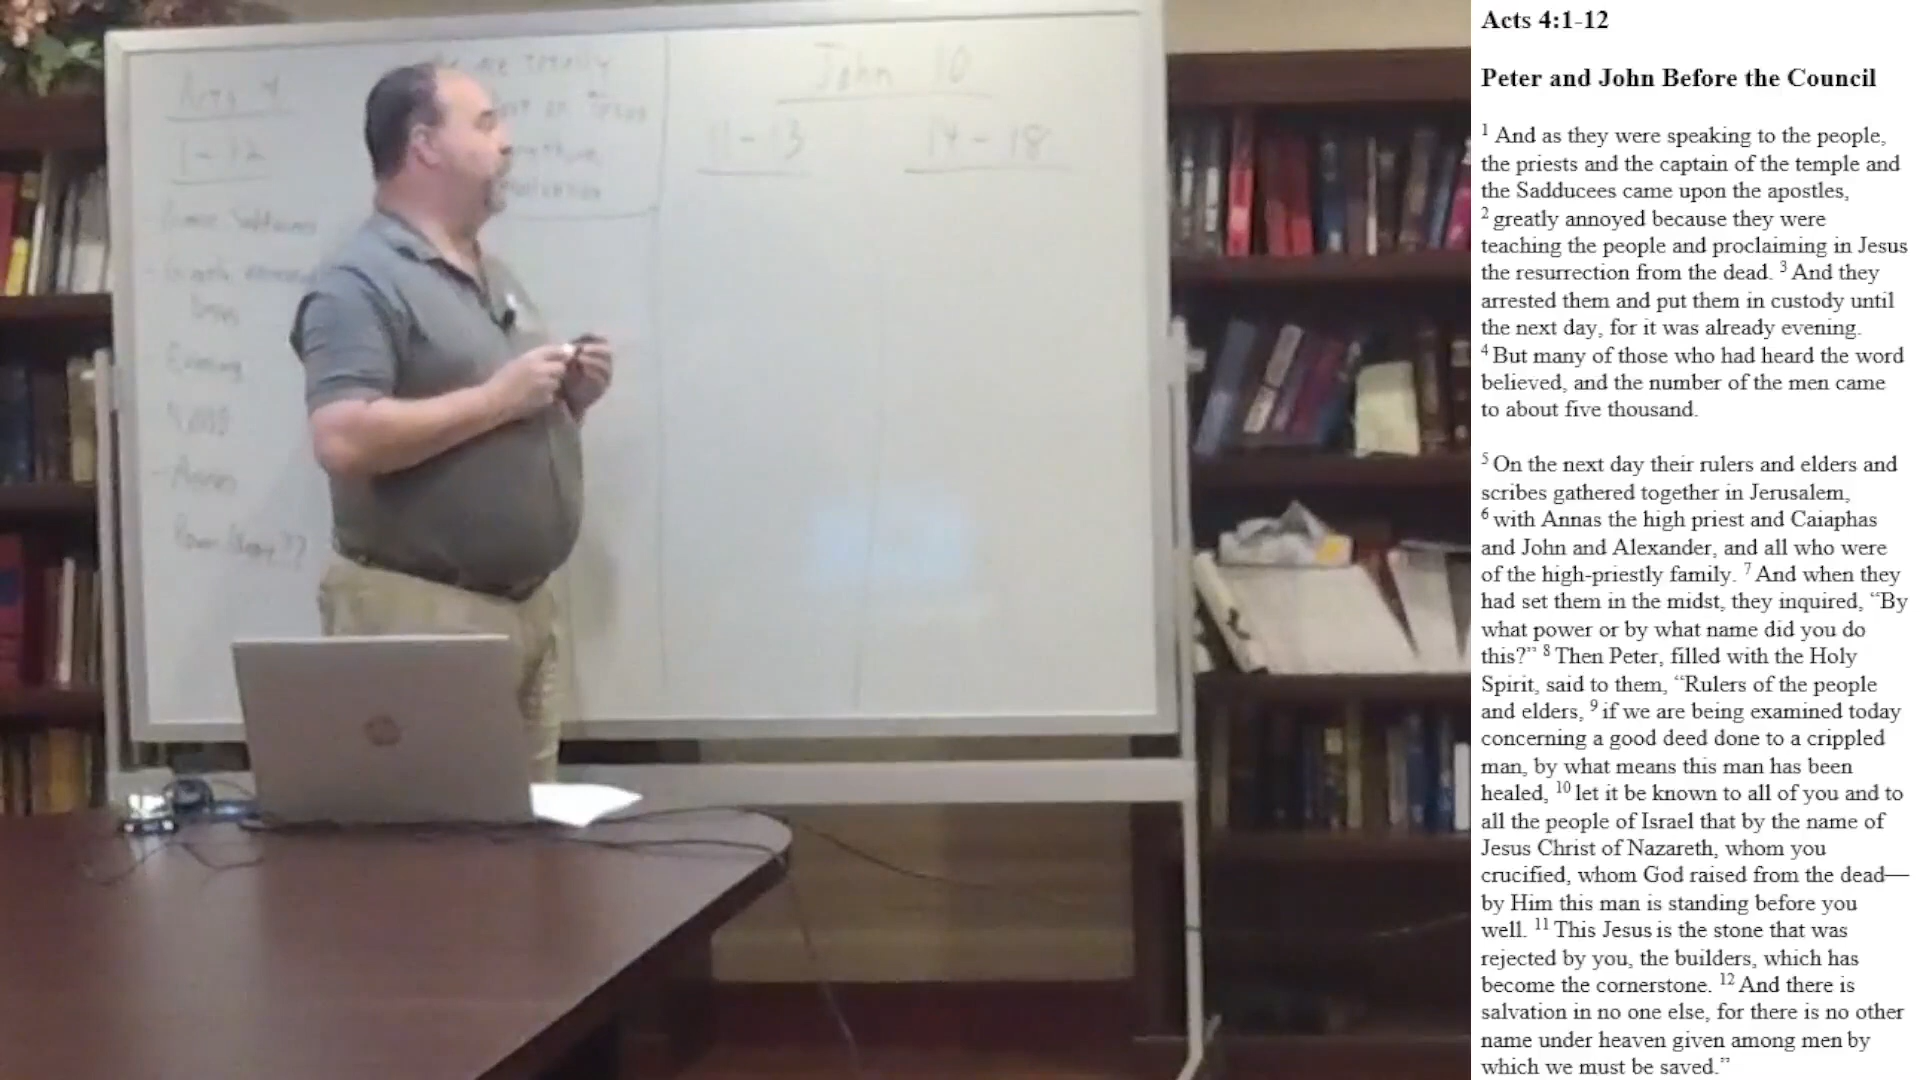 Acts 4
1-12
Evening
Annas
are totally
on Jesus
John 10
11-13
14-18
Acts 4:1-12
Peter and John Before the Council
1 And as they were speaking to the people,
the priests and the captain of the temple and
the Sadducees came upon the apostles,
2 greatly annoyed because they were
teaching the people and proclaiming in Jesus
the resurrection from the dead. 3 And they
arrested them and put them in custody until
the next day, for it was already evening.
4 But many of those who had heard the word
believed, and the number of the men came
to about five thousand.
5 On the next day their rulers and elders and
scribes gathered together in Jerusalem,
6 with Annas the high priest and Caiaphas
and John and Alexander, and all who were
of the high-priestly family. 7 And when they
had set them in the midst, they inquired, “By
what power or by what name did you do
this?” 8 Then Peter, filled with the Holy
Spirit, said to them, “Rulers of the people
and elders, 9 if we are being examined today
concerning a good deed done to a crippled
man, by what means this man has been
healed, 10 let it be known to all of you and to
all the people of Israel that by the name of
Jesus Christ of Nazareth, whom you
crucified, whom God raised from the dead—
by Him this man is standing before you
well. 11 This Jesus is the stone that was
rejected by you, the builders, which has
become the cornerstone. 12 And there is
salvation in no one else, for there is no other
name under heaven given among men by
which we must be saved.”